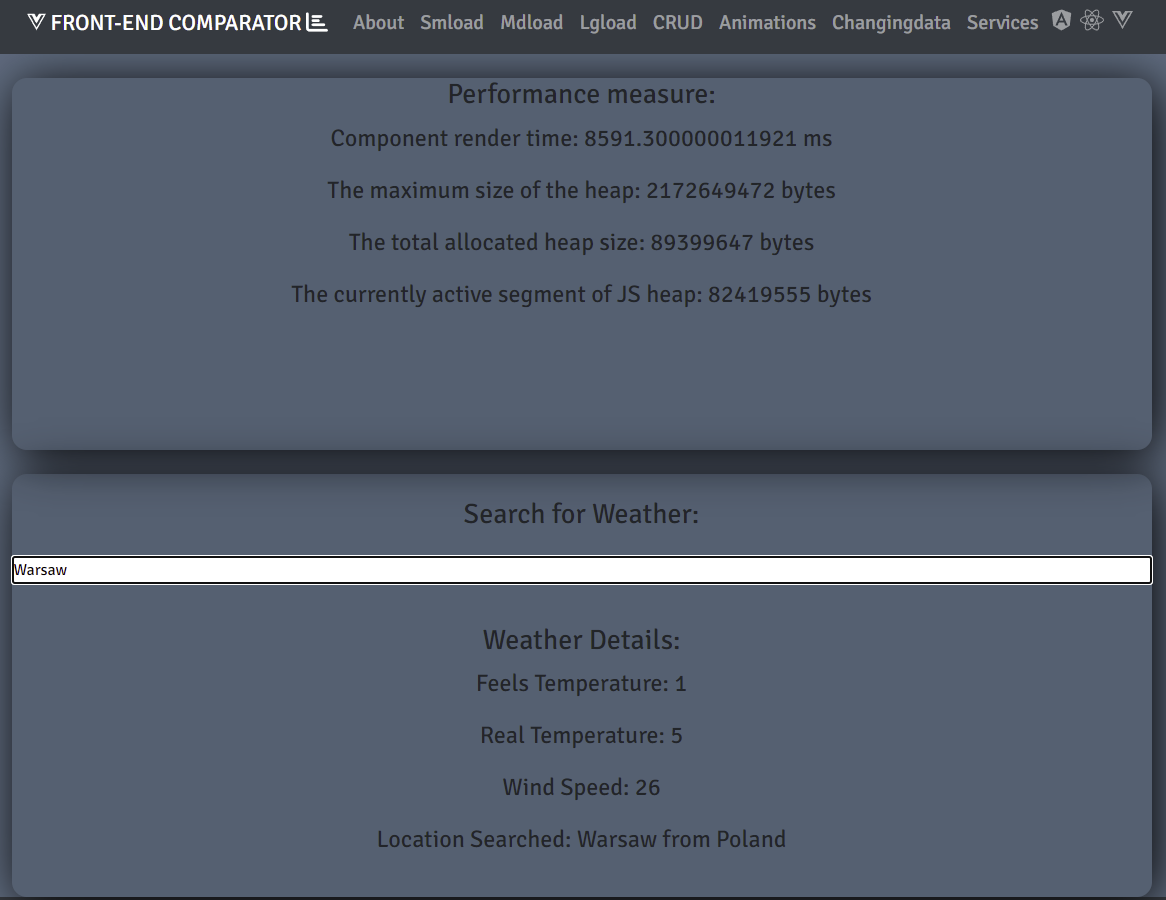 FRONT-END COMPARATOR About Smload Mdload Lgload CRUD Animations Changingdata Services
Performance measure:
Component render time: 8591.300000011921 ms
The maximum size of the heap: 2172649472 bytes
The total allocated heap size: 89399647 bytes
The currently active segment of JS heap: 82419555 bytes
Search for Weather:
Warsaw
Weather Details:
Feels Temperature: 1
Real Temperature: 5
Wind Speed: 26
Location Searched: Warsaw from Poland